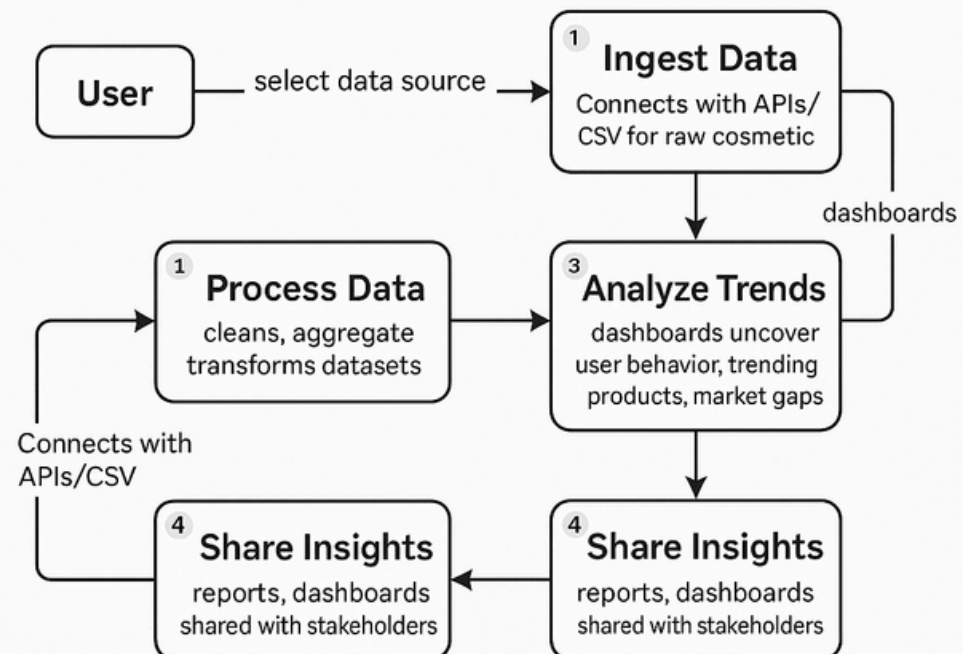 User
select data source
1
Ingest Data
Connects with APIs/
CSV for raw cosmetic
dashboards
1
Process Data
cleans, aggregate
transforms datasets
3
Analyze Trends
dashboards uncover
user behavior, trending
products, market gaps
Connects with
APIs/CSV
4
Share Insights
reports, dashboards
shared with stakeholders
4
Share Insights
reports, dashboards
shared with stakeholders